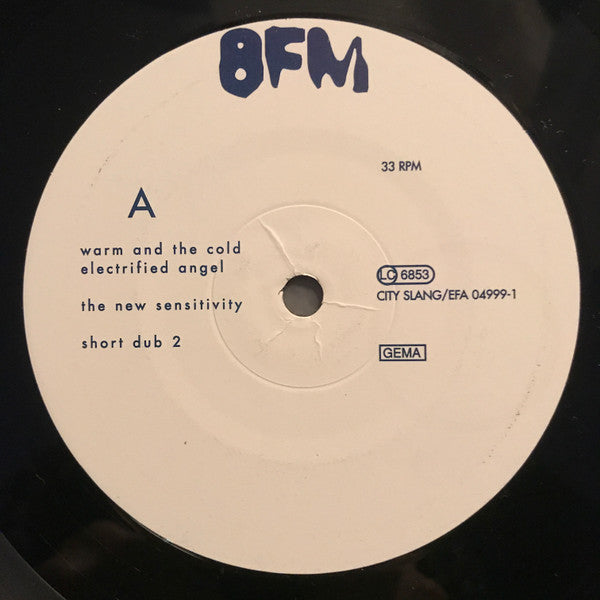 8FM
33 RPM
A
warm and the cold
electrified angel
the new sensitivity
short dub 2
LC 6853
CITY SLANG/EFA 04999-1
GEMA